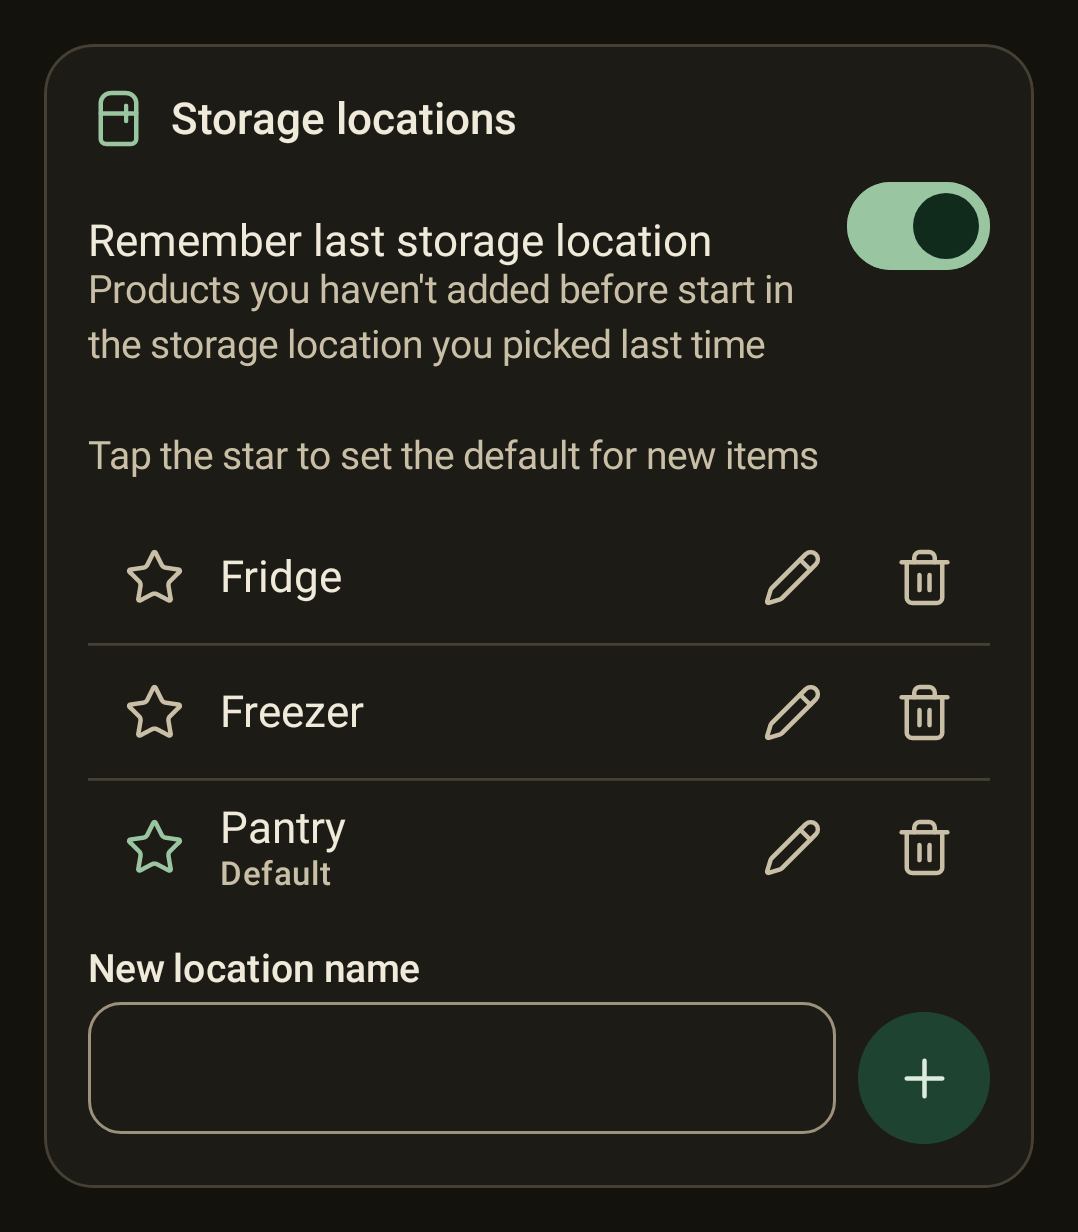 Storage locations
Remember last storage location
Products you haven't added before start in
the storage location you picked last time
Tap the star to set the default for new items
Fridge
Freezer
Pantry
Default
New location name